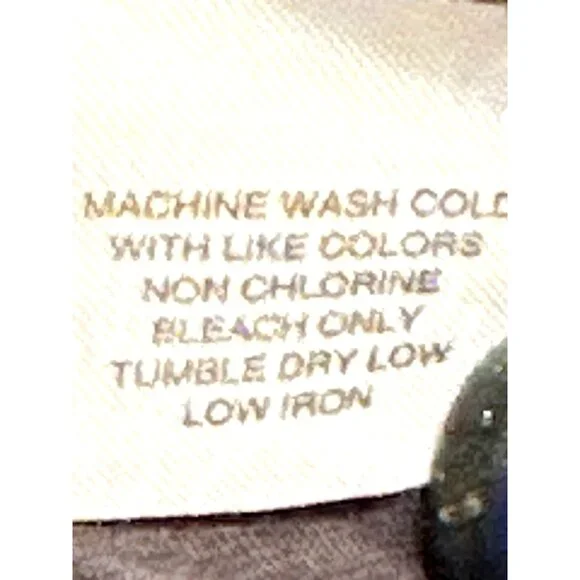 MACHINE WASH COLD
WITH LIKE COLORS
NON CHLORINE
BLEACH ONLY
TUMBLE DRY LOW
LOW IRON